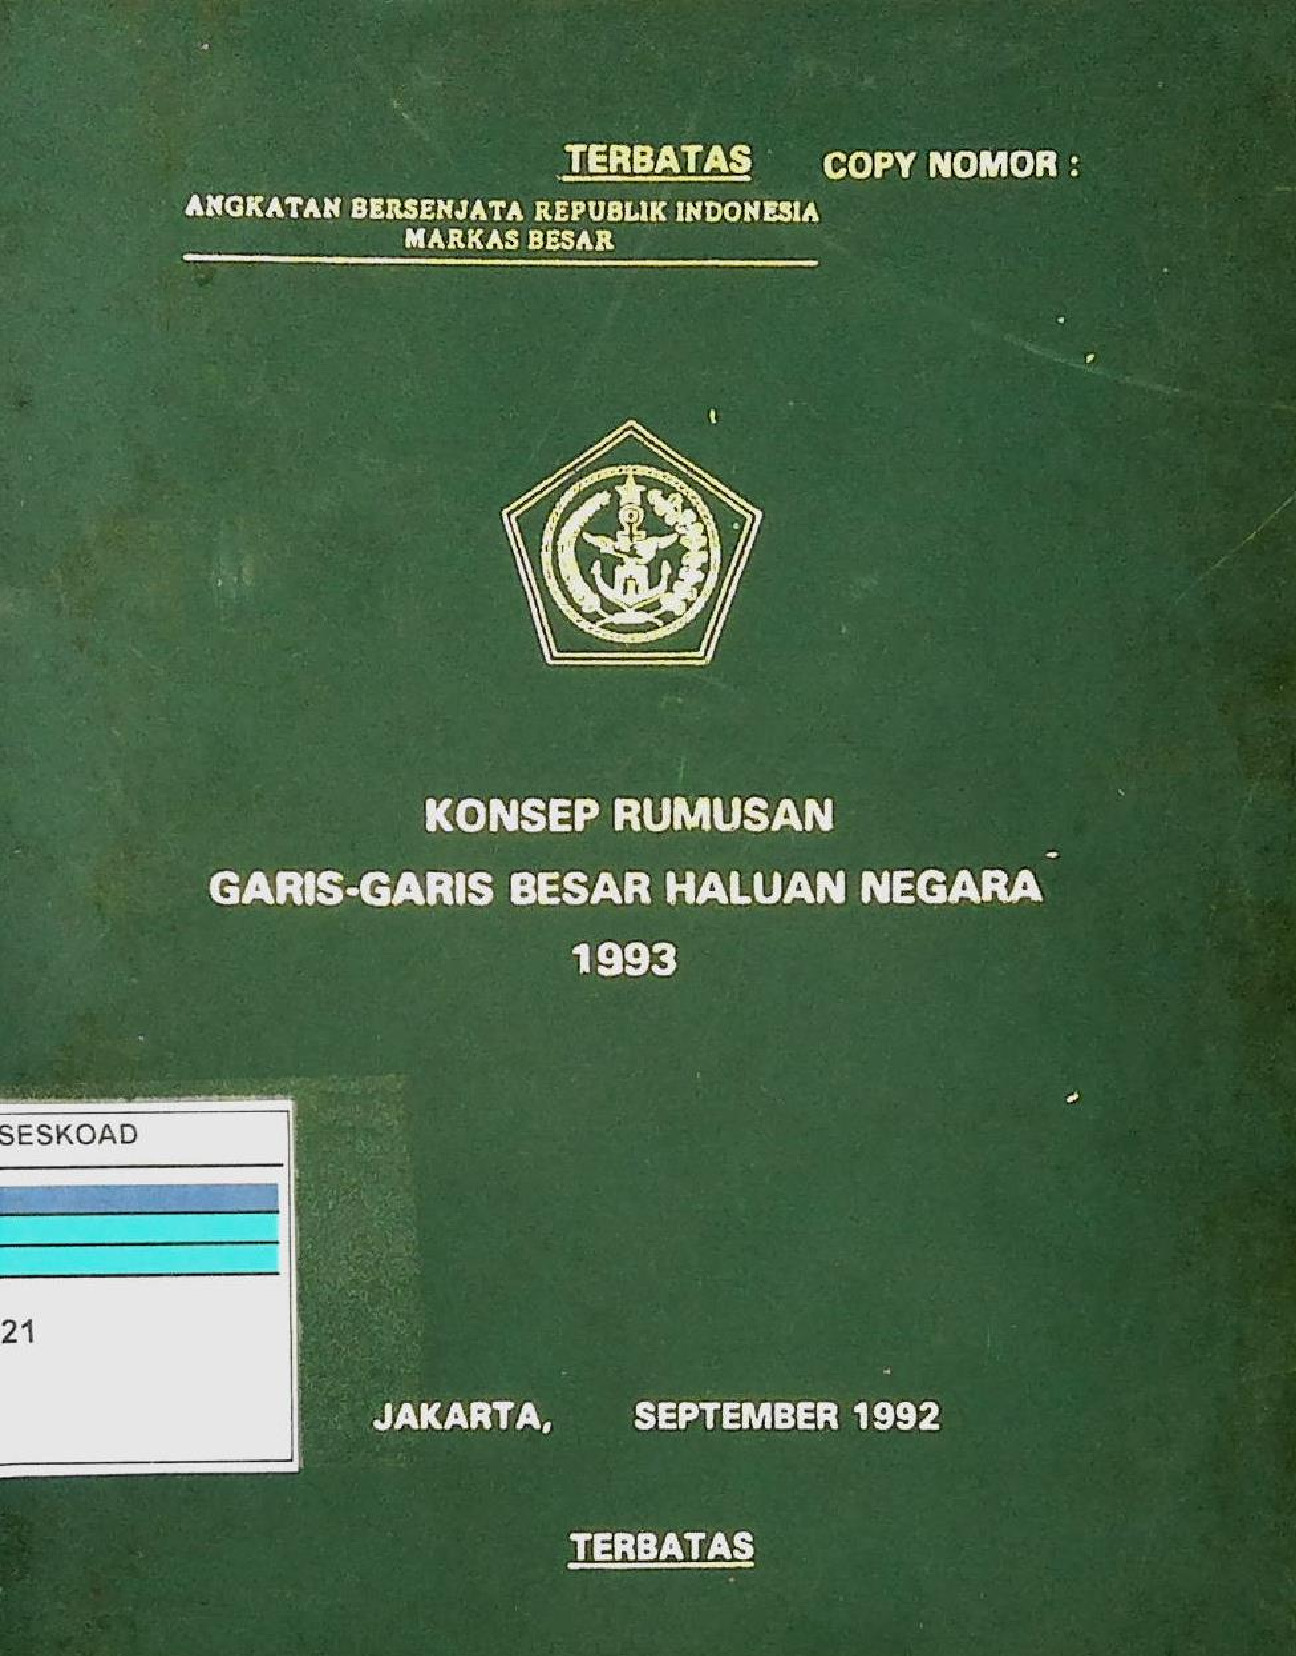 TERBATAS COPY NOMOR :
ANGKATAN BERSENJATA REPUBLIK INDONESIA
MARKAS BESAR
KONSEP RUMUSAN
GARIS-GARIS BESAR HALUAN NEGARA
1993
SESKOAD
21
JAKARTA, SEPTEMBER 1992
TERBATAS